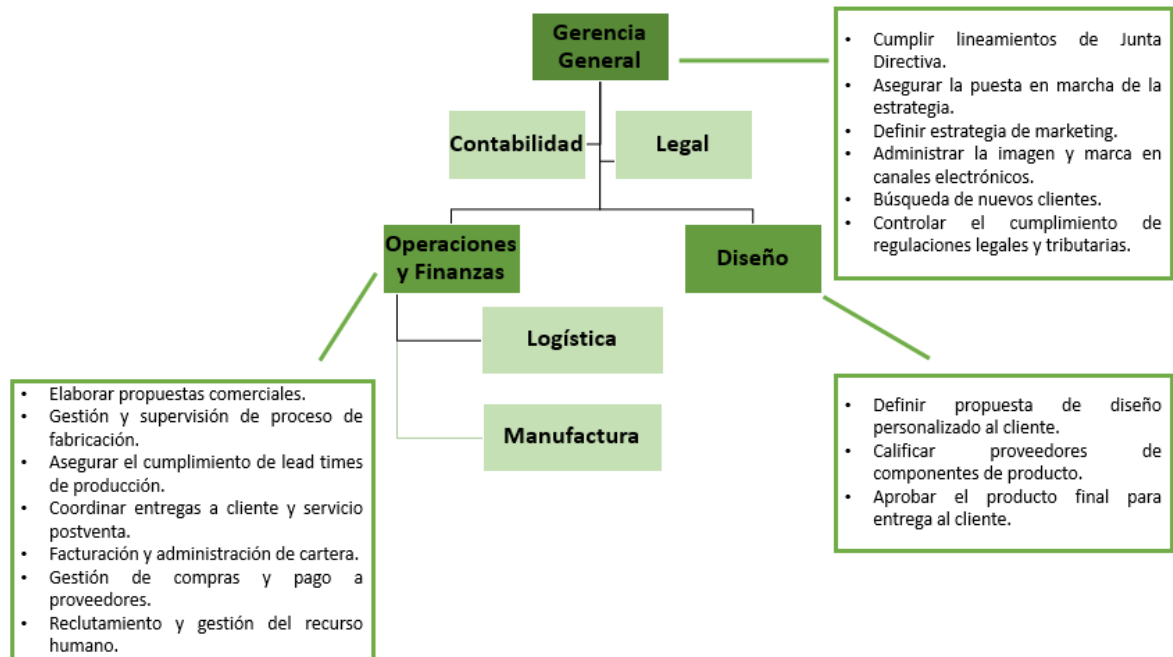 Gerencia
General
• Cumplir lineamientos de Junta
Directiva.
• Asegurar la puesta en marcha de la
estrategia.
• Definir estrategia de marketing.
• Administrar la imagen y marca en
canales electrónicos.
• Búsqueda de nuevos clientes.
• Controlar el cumplimiento de
regulaciones legales y tributarias.
Contabilidad
Legal
Operaciones
y Finanzas
Diseño
Logística
Manufactura
• Elaborar propuestas comerciales.
• Gestión y supervisión de proceso de
fabricación.
• Asegurar el cumplimiento de lead times
de producción.
• Coordinar entregas a cliente y servicio
postventa.
• Facturación y administración de cartera.
• Gestión de compras y pago a
proveedores.
• Reclutamiento y gestión del recurso
humano.
• Definir propuesta de diseño
personalizado al cliente.
• Calificar proveedores de
componentes de producto.
• Aprobar el producto final para
entrega al cliente.